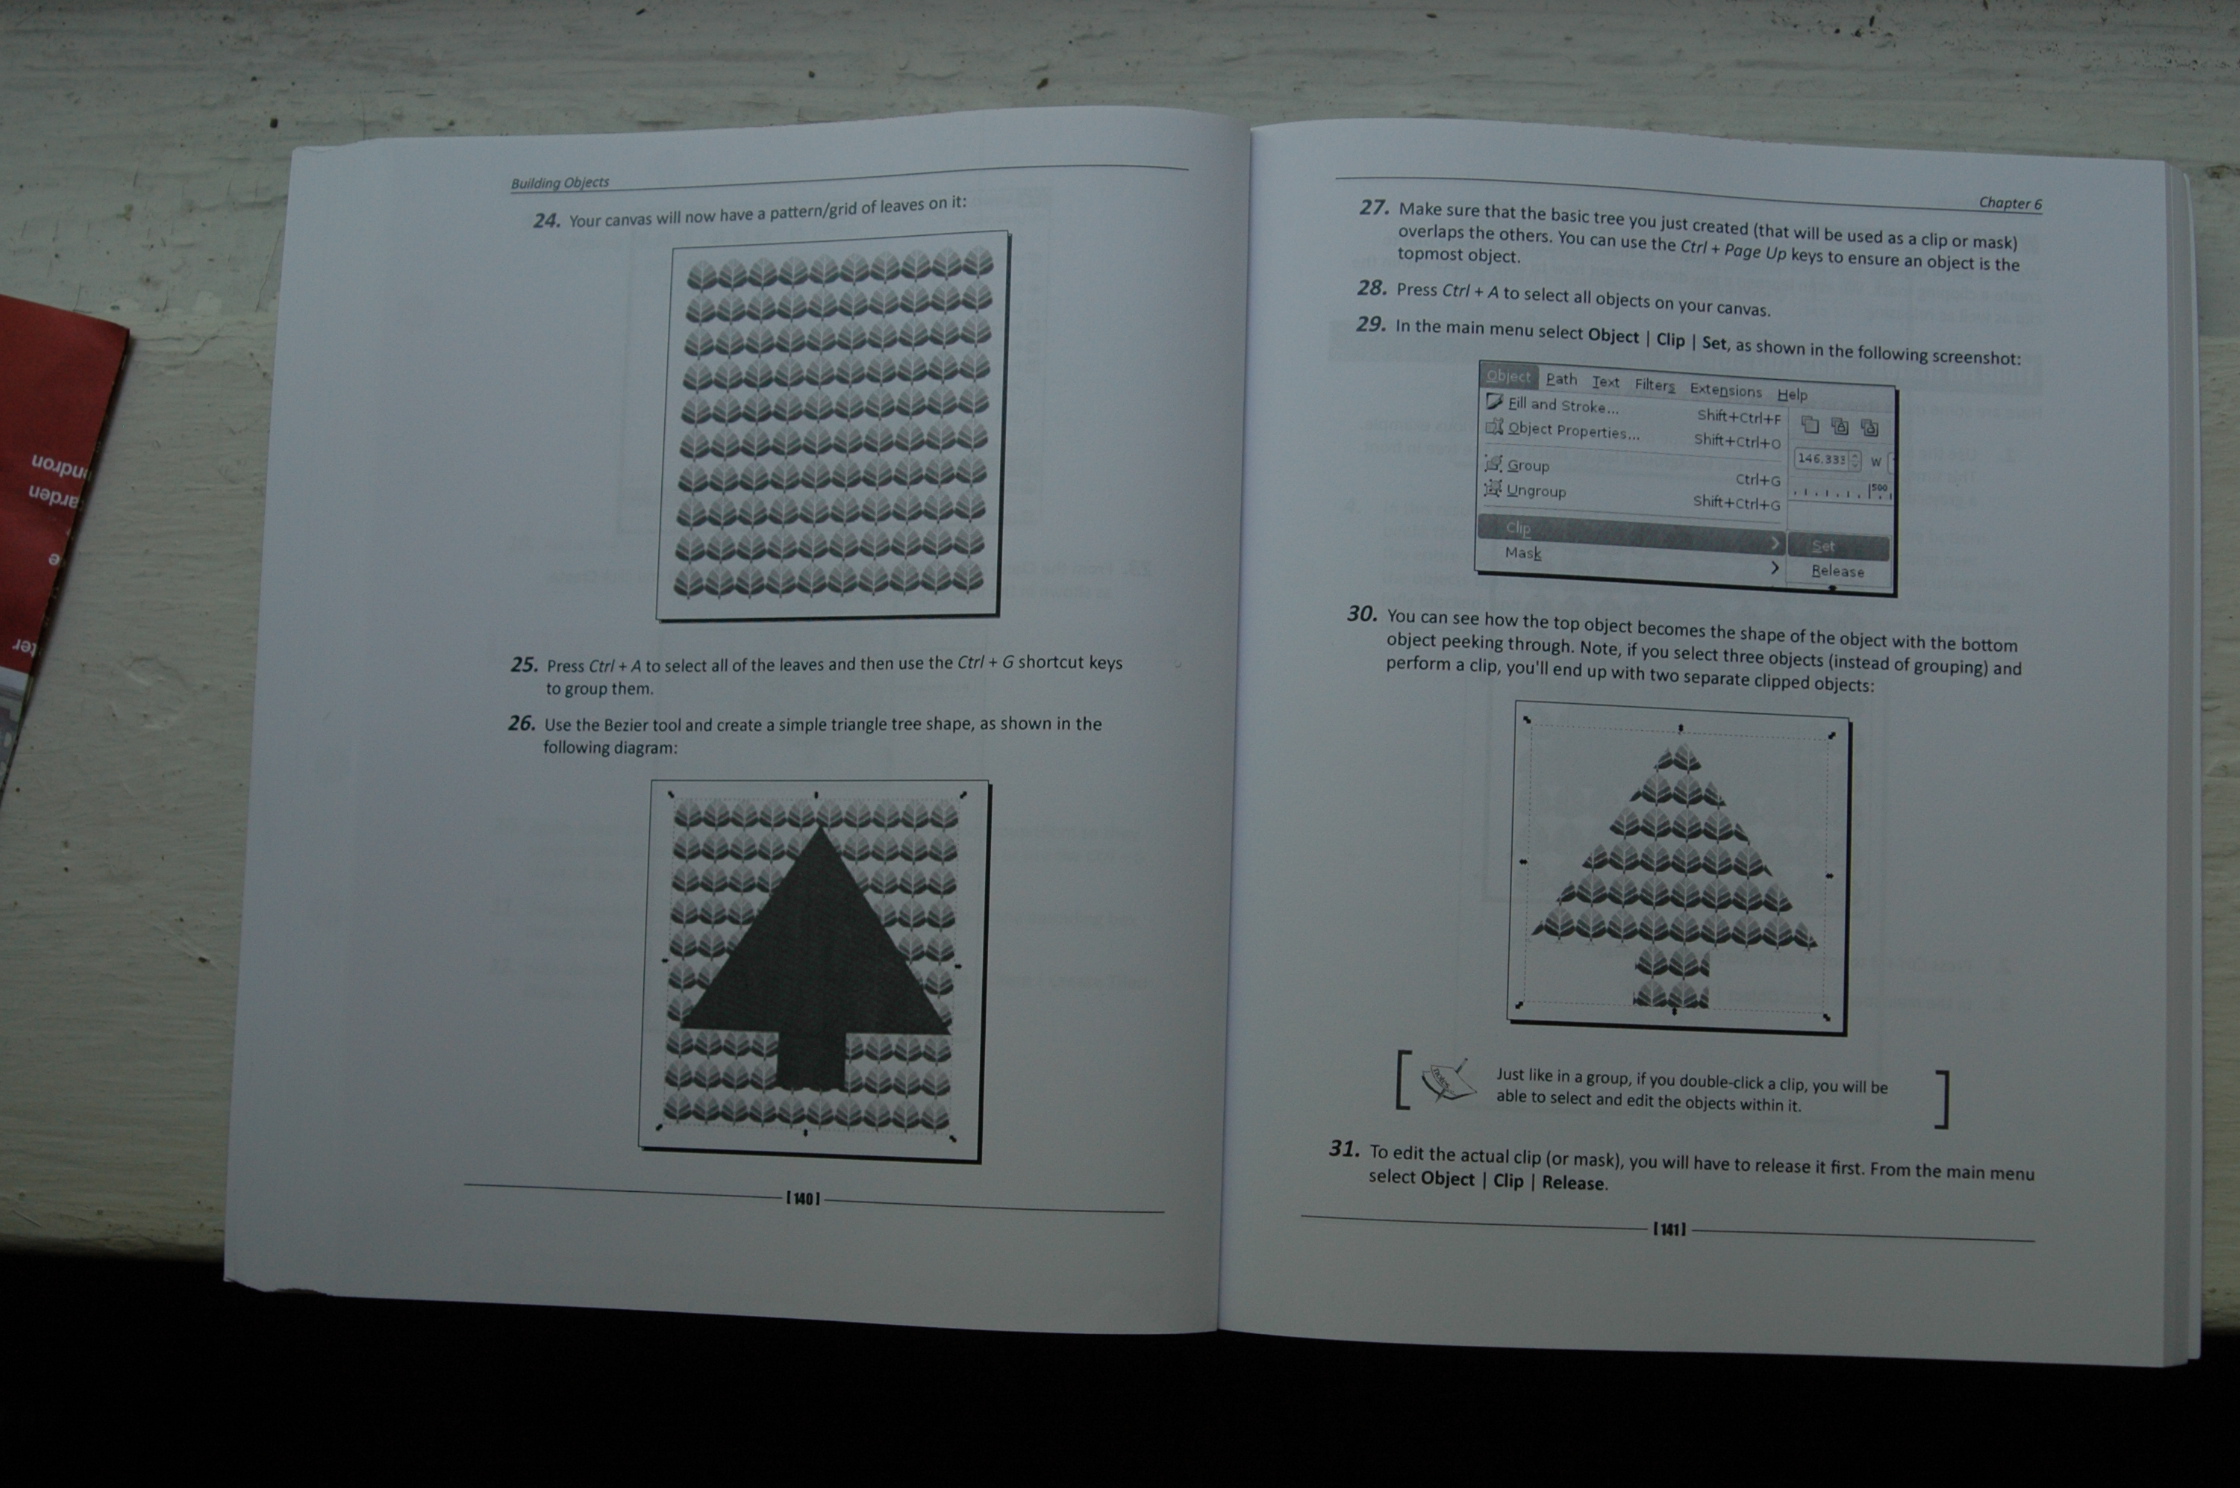 Building Objects
24. Your canvas will now have a pattern/grid of leaves on it:
25. Press Ctrl + A to select all of the leaves and then use the Ctrl + G shortcut keys
to group them.
26. Use the Bezier tool and create a simple triangle tree shape, as shown in the
following diagram:
[ 140 ]
Chapter 6
27. Make sure that the basic tree you just created (that will be used as a clip or mask)
overlaps the others. You can use the Ctrl + Page Up keys to ensure an object is the
topmost object.
28. Press Ctrl + A to select all objects on your canvas.
29. In the main menu select Object | Clip | Set, as shown in the following screenshot:
Object Path Text Filters Extensions Help
Fill and Stroke... Shift+Ctrl+F
Object Properties... Shift+Ctrl+O
146.333 W
Group Ctrl+G
500
Ungroup Shift+Ctrl+G
Clip > Set
Mask > Release
30. You can see how the top object becomes the shape of the object with the bottom
object peeking through. Note, if you select three objects (instead of grouping) and
perform a clip, you'll end up with two separate clipped objects:
Just like in a group, if you double-click a clip, you will be
able to select and edit the objects within it.
31. To edit the actual clip (or mask), you will have to release it first. From the main menu
select Object | Clip | Release.
[ 141 ]
ter
e
arden
ndron